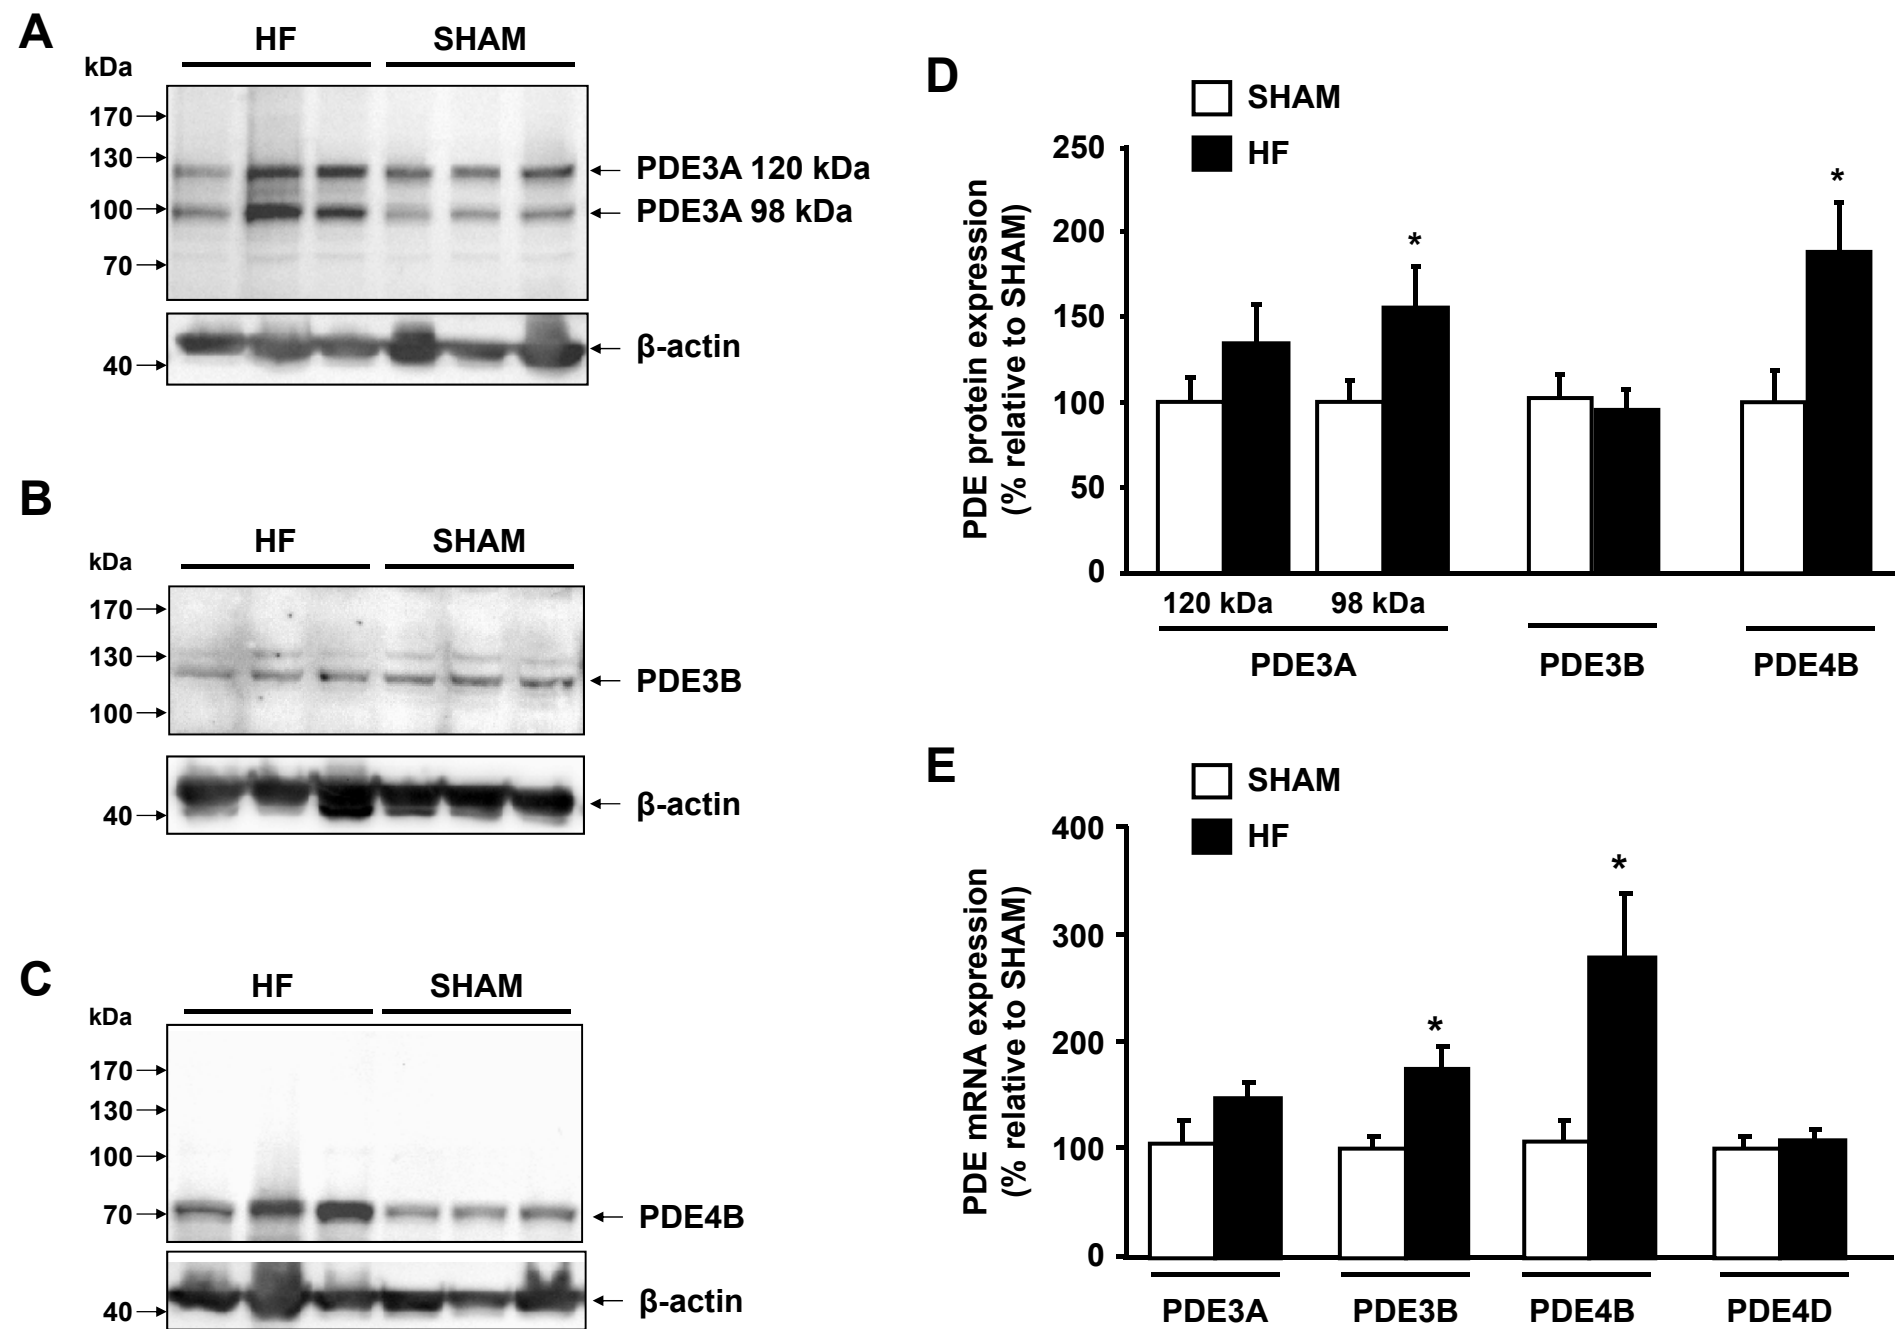 A
HF SHAM
kDa
170
130
100
70
40
PDE3A 120 kDa
PDE3A 98 kDa
β-actin
B
HF SHAM
kDa
170
130
100
40
PDE3B
β-actin
C
HF SHAM
kDa
170
130
100
70
40
PDE4B
β-actin
D
SHAM
HF
PDE protein expression
(% relative to SHAM)
250
200
150
100
50
0
*
*
120 kDa 98 kDa
PDE3A PDE3B PDE4B
E
SHAM
HF
PDE mRNA expression
(% relative to SHAM)
400
300
200
100
0
*
*
PDE3A PDE3B PDE4B PDE4D